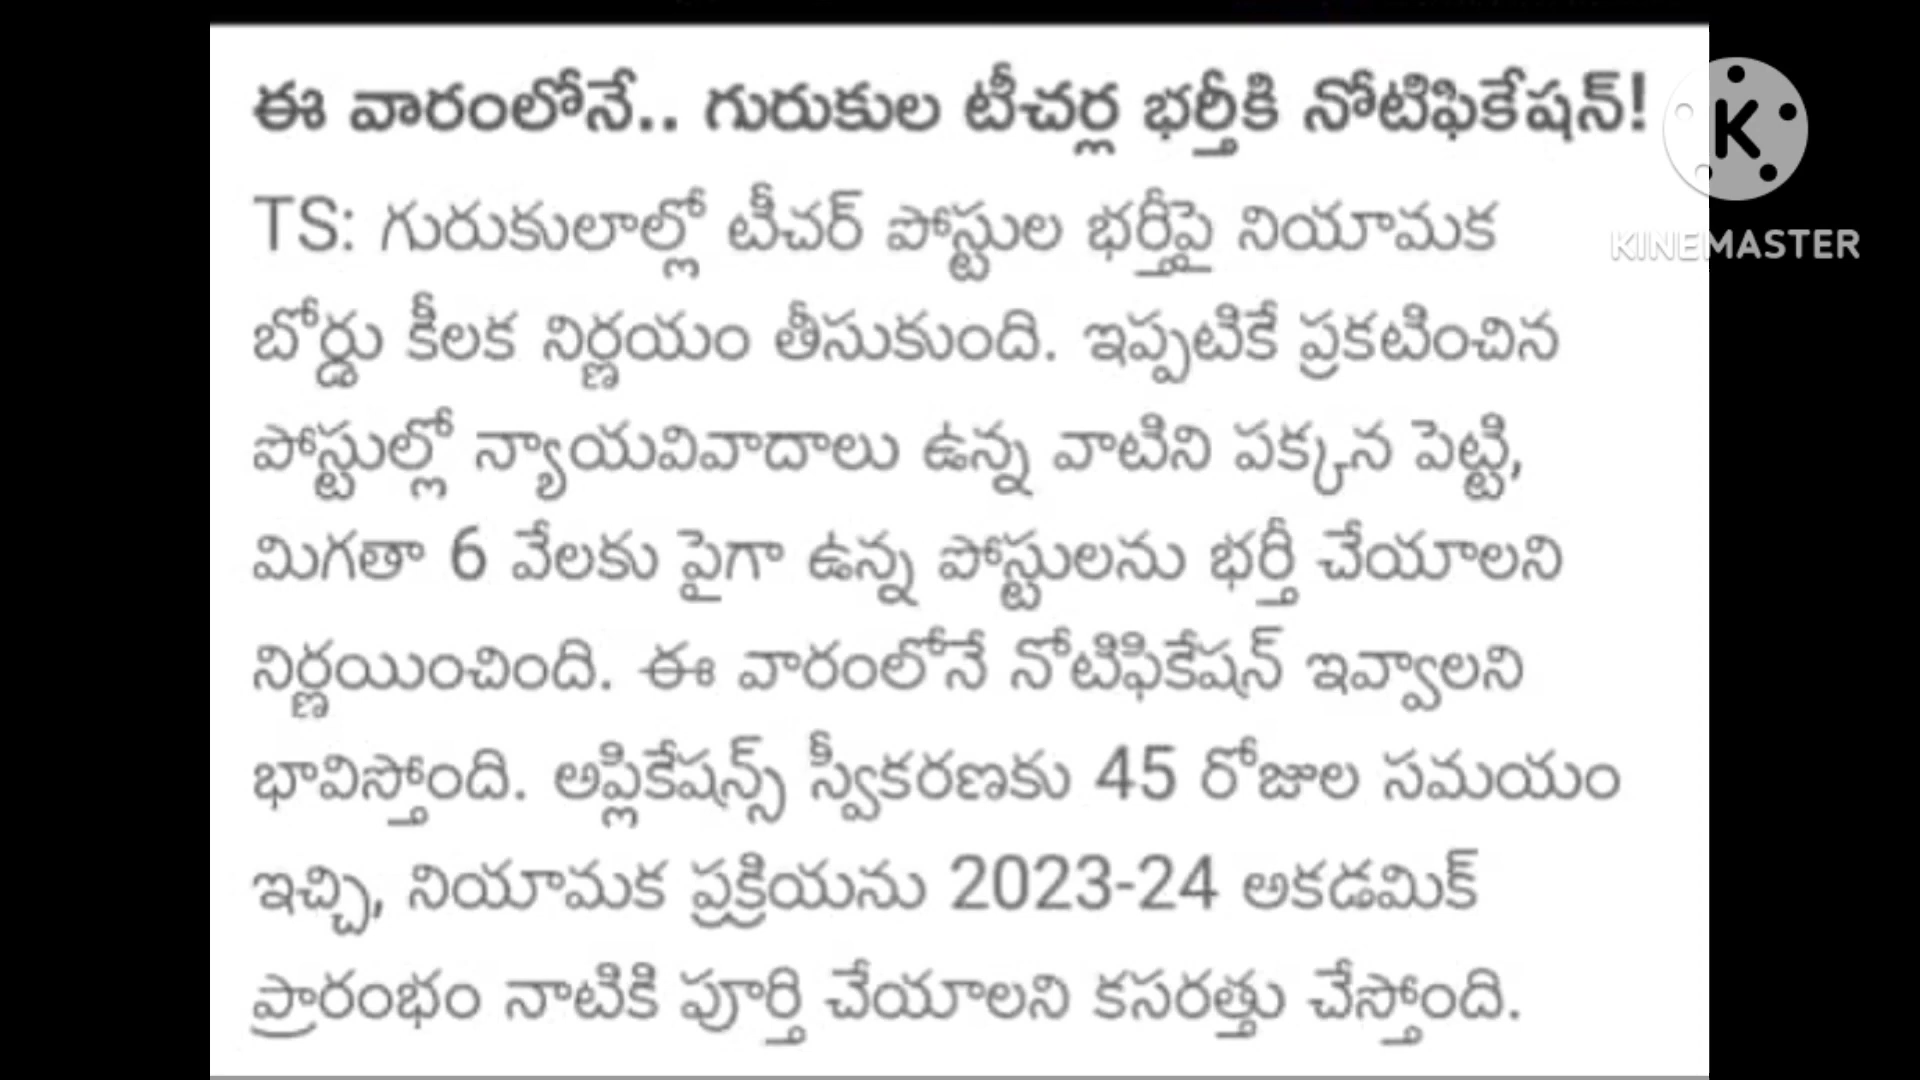 ఈ వారంలోనే.. గురుకుల టీచర్ల భర్తీకి నోటిఫికేషన్!
K
KINEMASTER
TS: గురుకులాల్లో టీచర్ పోస్టుల భర్తీపై నియామక
బోర్డు కీలక నిర్ణయం తీసుకుంది. ఇప్పటికే ప్రకటించిన
పోస్టుల్లో న్యాయవివాదాలు ఉన్న వాటిని పక్కన పెట్టి,
మిగతా 6 వేలకు పైగా ఉన్న పోస్టులను భర్తీ చేయాలని
నిర్ణయించింది. ఈ వారంలోనే నోటిఫికేషన్ ఇవ్వాలని
భావిస్తోంది. అప్లికేషన్స్ స్వీకరణకు 45 రోజుల సమయం
ఇచ్చి, నియామక ప్రక్రియను 2023-24 అకడమిక్
ప్రారంభం నాటికి పూర్తి చేయాలని కసరత్తు చేస్తోంది.